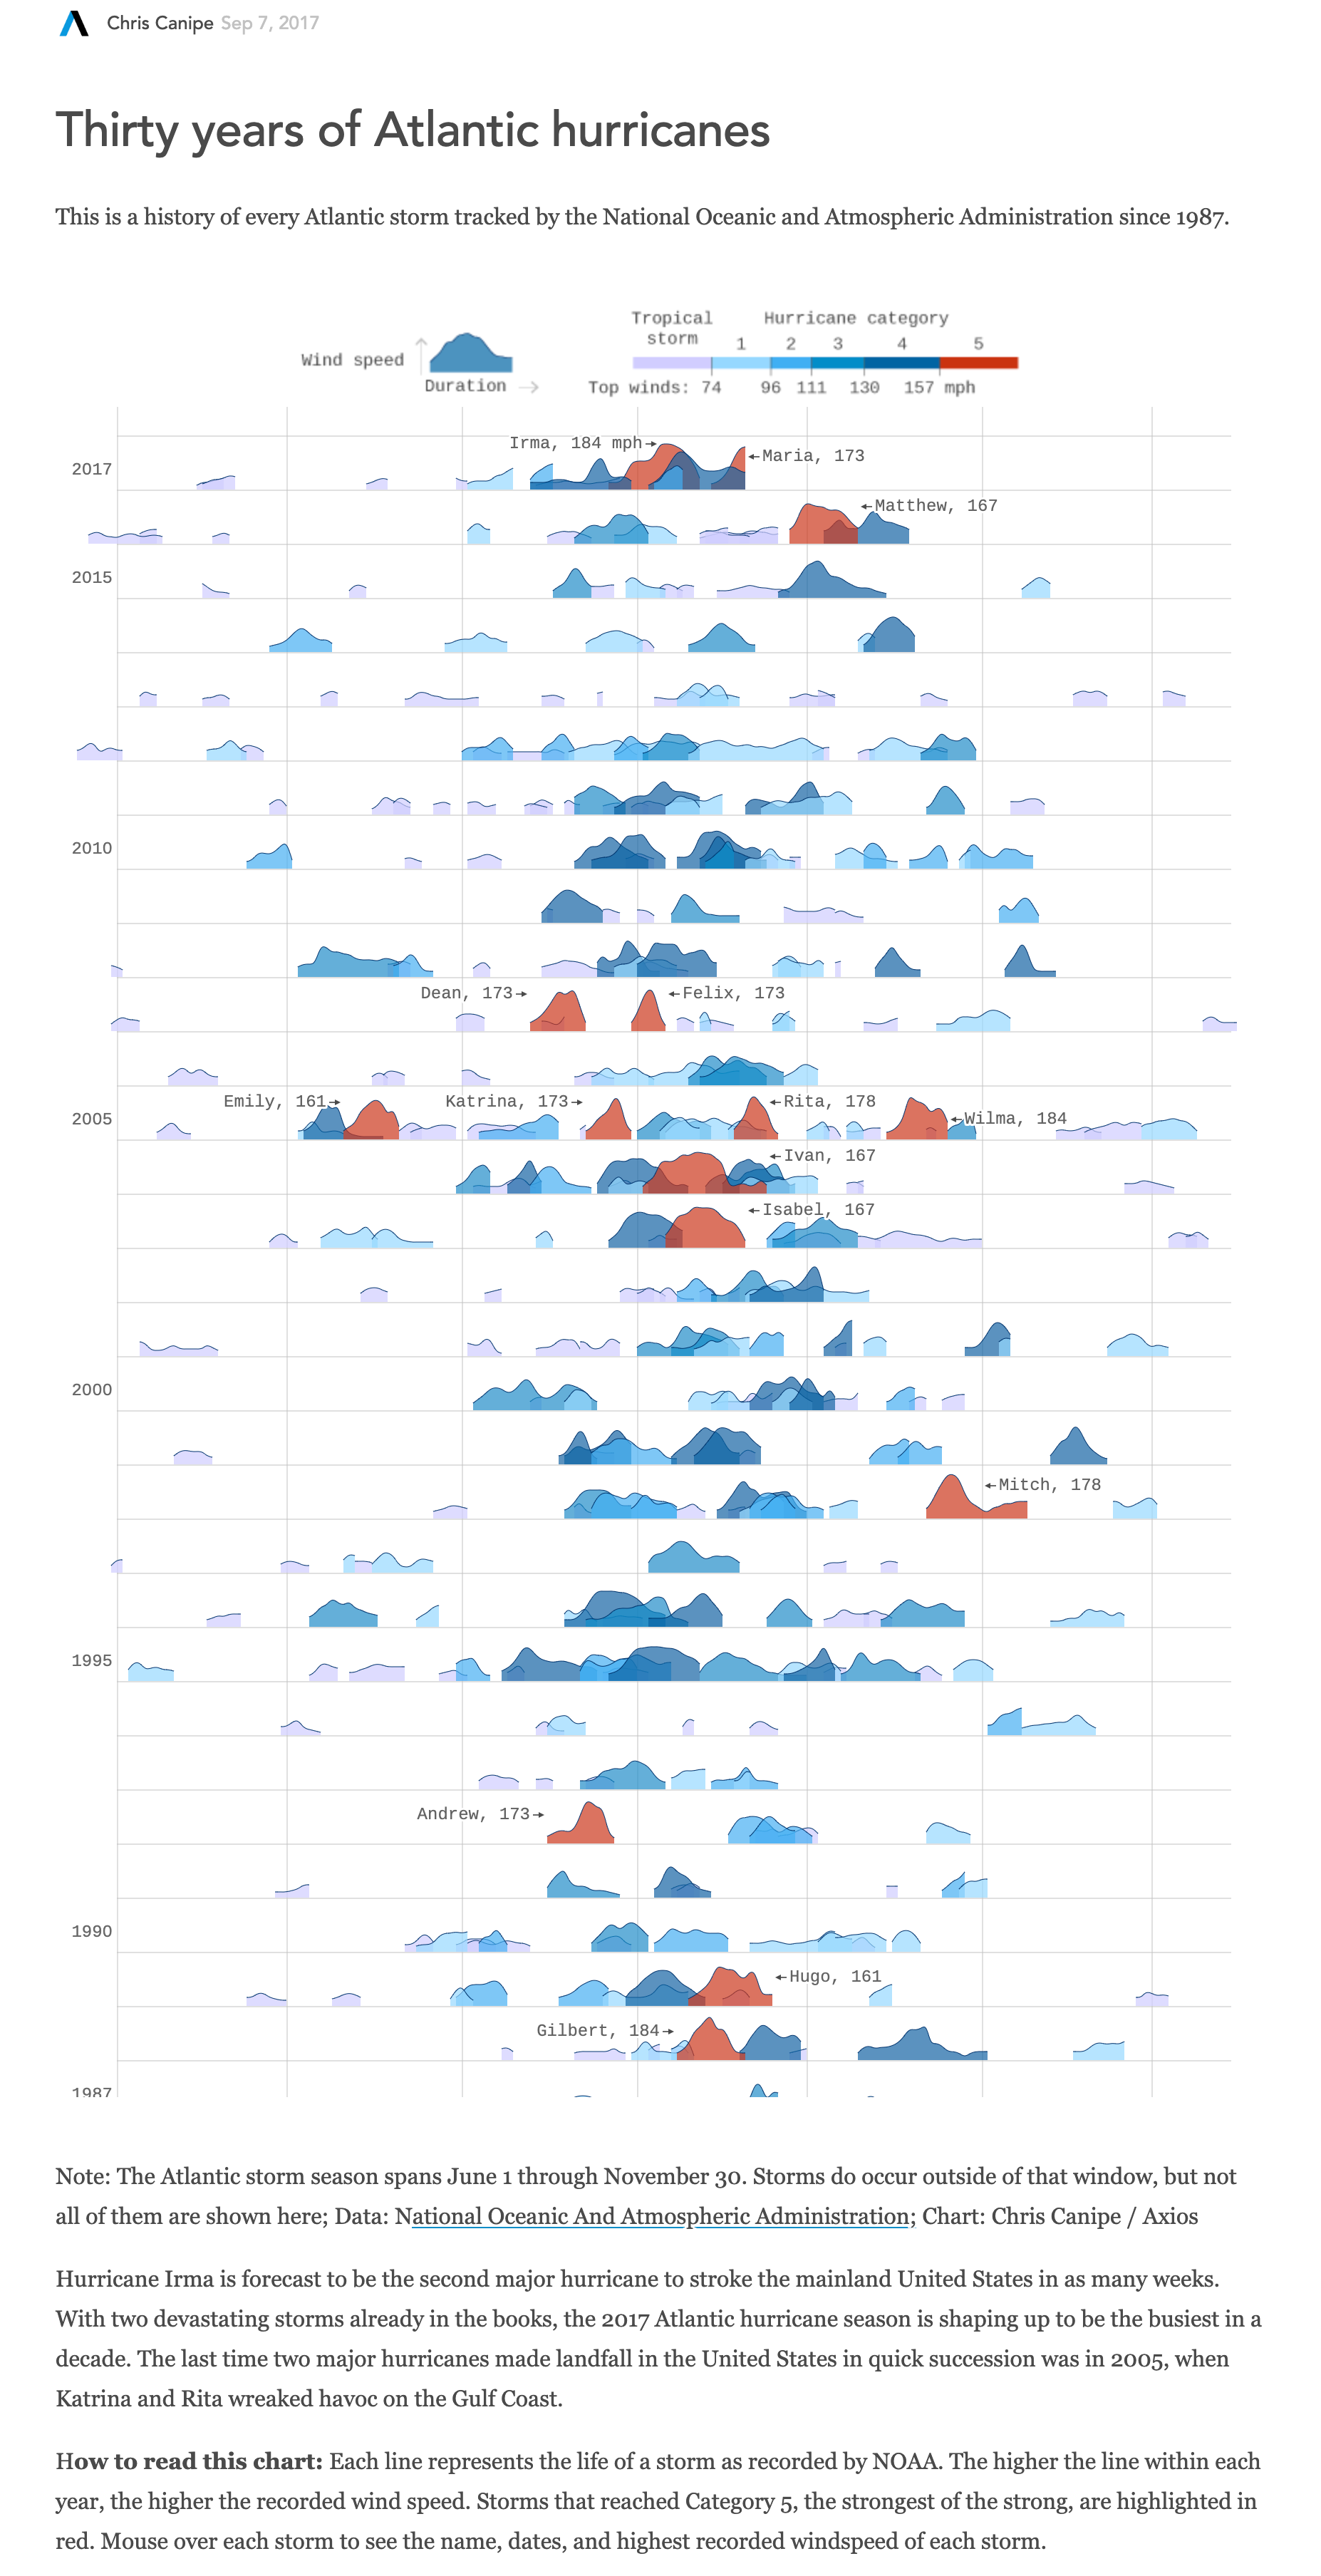 Chris Canipe Sep 7, 2017
Thirty years of Atlantic hurricanes
This is a history of every Atlantic storm tracked by the National Oceanic and Atmospheric Administration since 1987.
Wind speed
Duration
Tropical
storm
Hurricane category
1 2 3 4 5
Top winds: 74 96 111 130 157 mph
Irma, 184 mph
2017
Maria, 173
Matthew, 167
2015
2010
Dean, 173
Felix, 173
Emily, 161
Katrina, 173
Rita, 178
2005
Wilma, 184
Ivan, 167
Isabel, 167
2000
Mitch, 178
1995
Andrew, 173
1990
Hugo, 161
Gilbert, 184
1987
Note: The Atlantic storm season spans June 1 through November 30. Storms do occur outside of that window, but not
all of them are shown here; Data: National Oceanic And Atmospheric Administration; Chart: Chris Canipe / Axios
Hurricane Irma is forecast to be the second major hurricane to stroke the mainland United States in as many weeks.
With two devastating storms already in the books, the 2017 Atlantic hurricane season is shaping up to be the busiest in a
decade. The last time two major hurricanes made landfall in the United States in quick succession was in 2005, when
Katrina and Rita wreaked havoc on the Gulf Coast.
How to read this chart: Each line represents the life of a storm as recorded by NOAA. The higher the line within each
year, the higher the recorded wind speed. Storms that reached Category 5, the strongest of the strong, are highlighted in
red. Mouse over each storm to see the name, dates, and highest recorded windspeed of each storm.